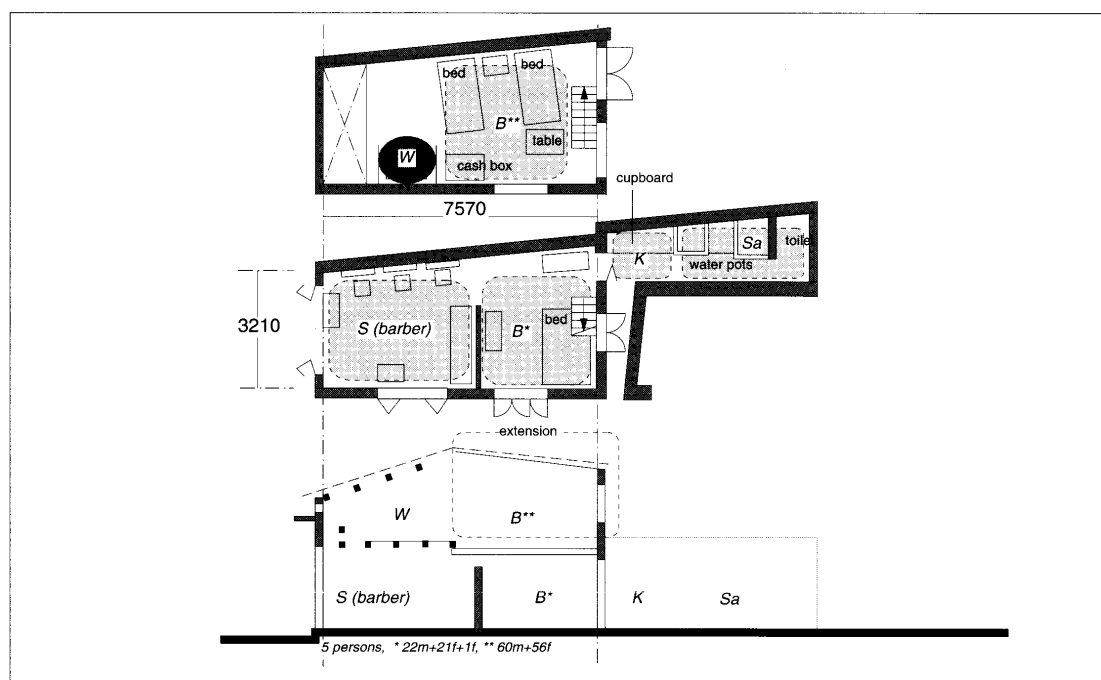 bed
bed
B**
table
W
cash box
7570
cupboard
Sa
toilet
K
water pots
3210
S (barber)
B*
bed
extension
W
B**
S (barber)
B*
K
Sa
5 persons, * 22m+21f+1f, ** 60m+56f